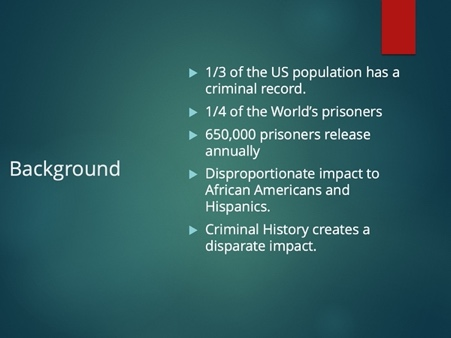 Background
1/3 of the US population has a
criminal record.
1/4 of the World’s prisoners
650,000 prisoners release
annually
Disproportionate impact to
African Americans and
Hispanics.
Criminal History creates a
disparate impact.